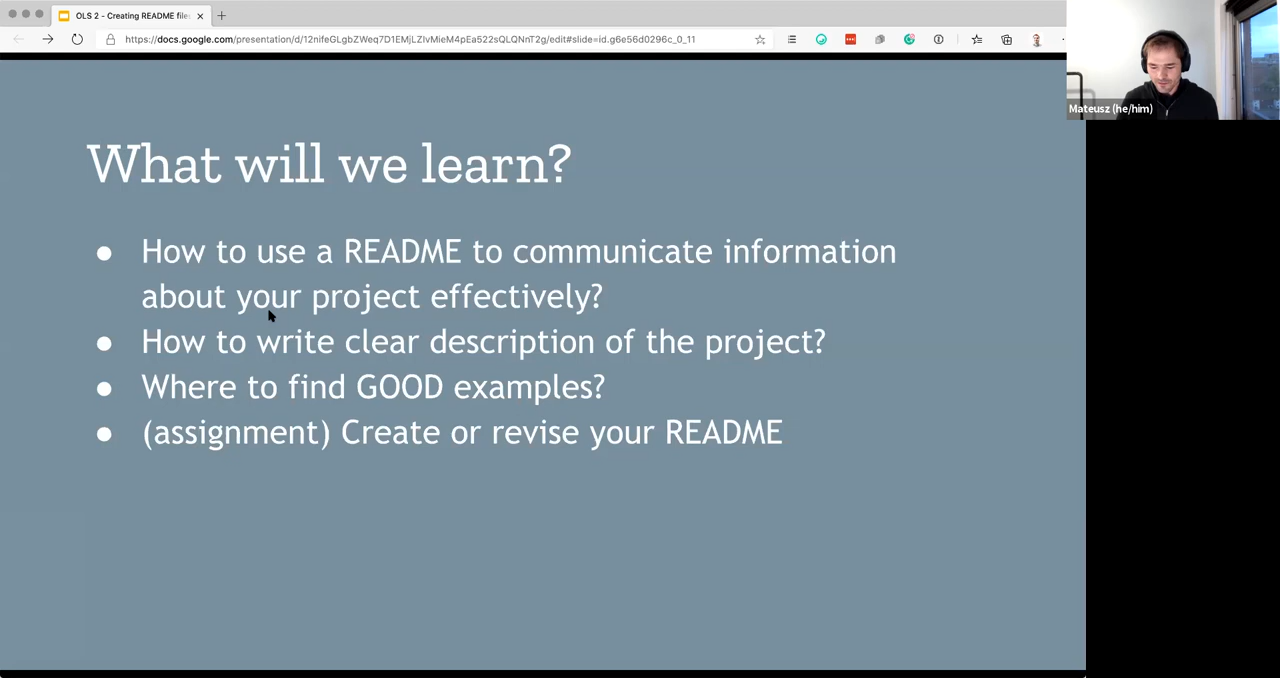 OLS 2 - Creating README file
https://docs.google.com/presentation/d/12nifeGLgbZWeq7D1EMjLZIvMieM4pEa522sQLQNnT2g/edit#slide=id.g6e56d0296c_0_11
Mateusz (he/him)
What will we learn?
● How to use a README to communicate information
about your project effectively?
● How to write clear description of the project?
● Where to find GOOD examples?
● (assignment) Create or revise your README